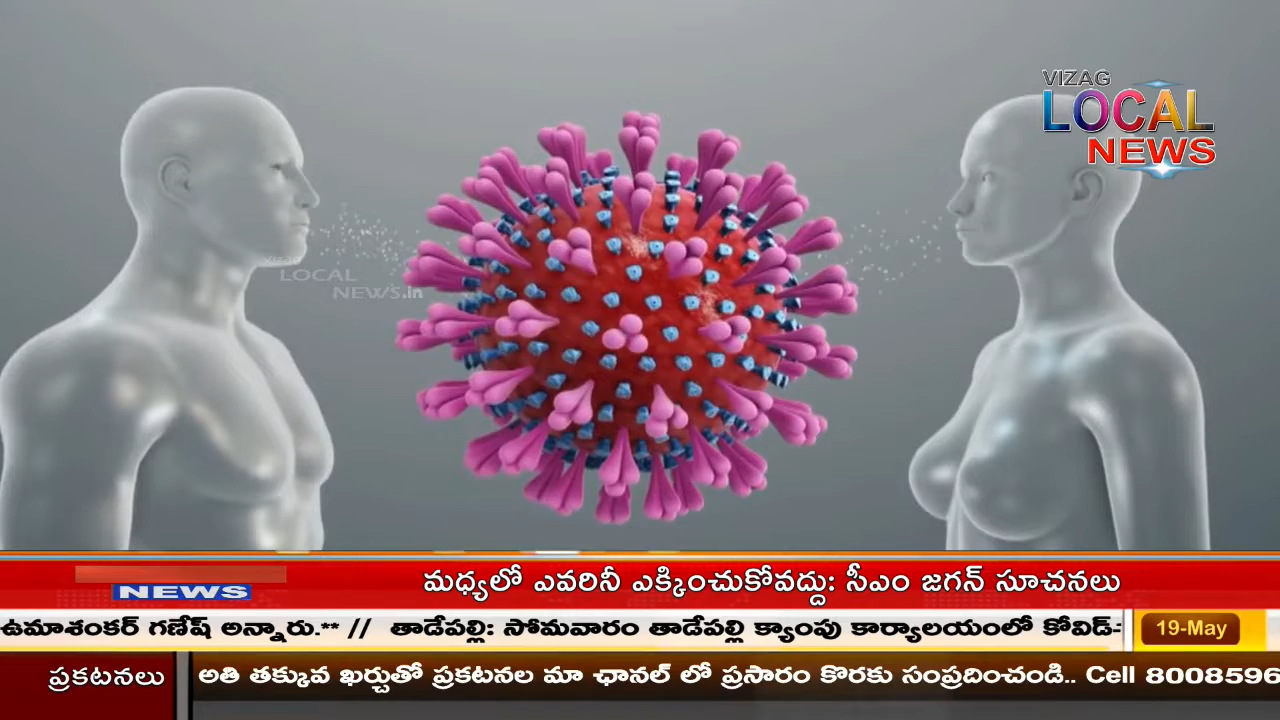 VIZAG
LOCAL
NEWS
VIZAG
LOCAL
NEWS.in
మధ్యలో ఎవరినీ ఎక్కించుకోవద్దు: సీఎం జగన్ సూచనలు
NEWS
ఉమాశంకర్ గణేష్ అన్నారు.** // తాడేపల్లి: సోమవారం తాడేపల్లి క్యాంపు కార్యాలయంలో కోవిడ్-
19-May
ప్రకటనలు
అతి తక్కువ ఖర్చుతో ప్రకటనల మా ఛానల్ లో ప్రసారం కొరకు సంప్రదించండి.. Cell 8008596